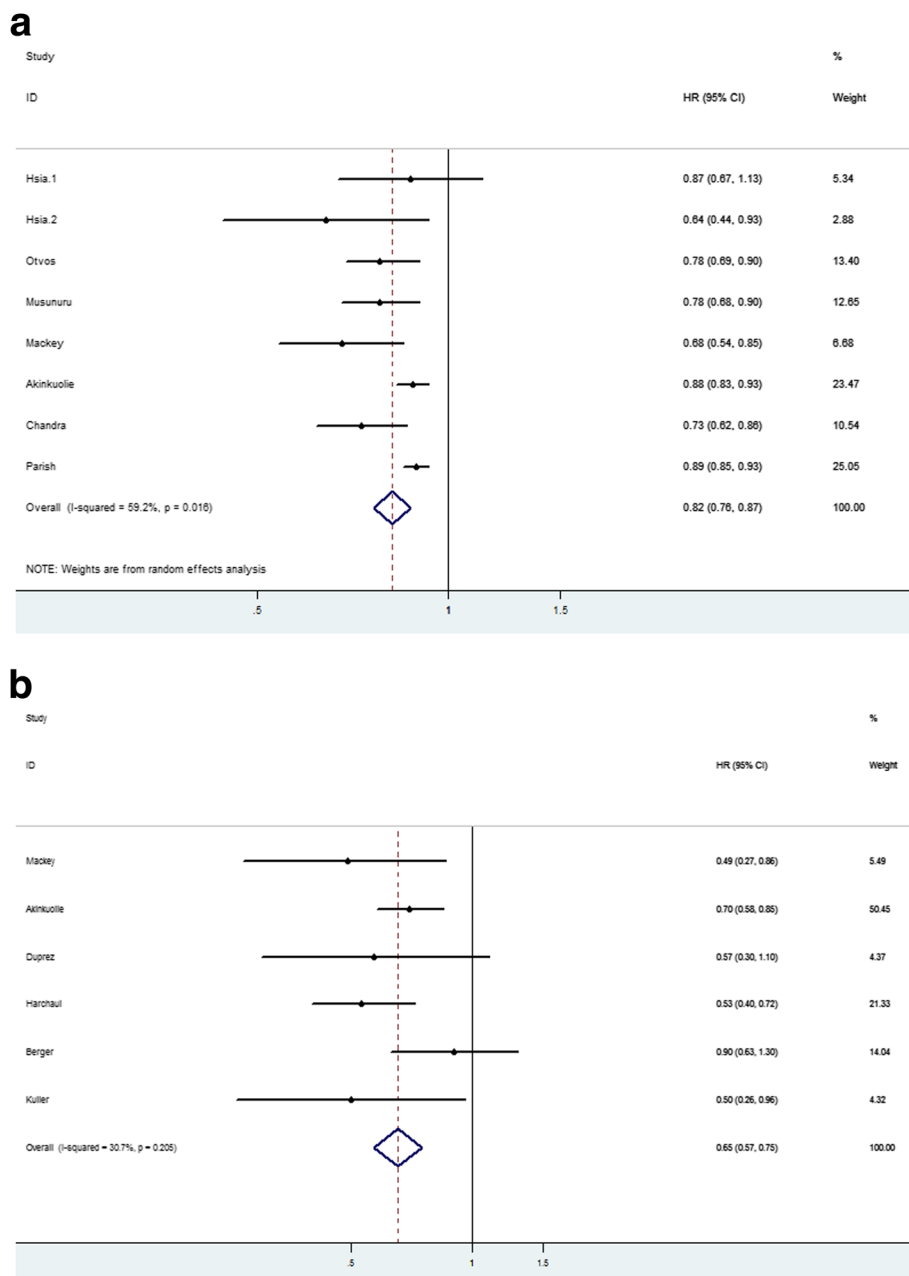 a
Study %
ID HR (95% CI) Weight
Hsia.1 0.87 (0.67, 1.13) 5.34
Hsia.2 0.64 (0.44, 0.93) 2.88
Otvos 0.78 (0.69, 0.90) 13.40
Musunuru 0.78 (0.68, 0.90) 12.65
Mackey 0.68 (0.54, 0.85) 6.68
Akinkuolie 0.88 (0.83, 0.93) 23.47
Chandra 0.73 (0.62, 0.86) 10.54
Parish 0.89 (0.85, 0.93) 25.05
Overall (I-squared = 59.2%, p = 0.016) 0.82 (0.76, 0.87) 100.00
NOTE: Weights are from random effects analysis
.5 1 1.5
b
Study %
ID HR (95% CI) Weight
Mackey 0.49 (0.27, 0.86) 5.49
Akinkuolie 0.70 (0.58, 0.85) 50.45
Duprez 0.57 (0.30, 1.10) 4.37
Harchaul 0.53 (0.40, 0.72) 21.33
Berger 0.90 (0.63, 1.30) 14.04
Kuller 0.50 (0.26, 0.96) 4.32
Overall (I-squared = 30.7%, p = 0.205) 0.65 (0.57, 0.75) 100.00
.5 1 1.5